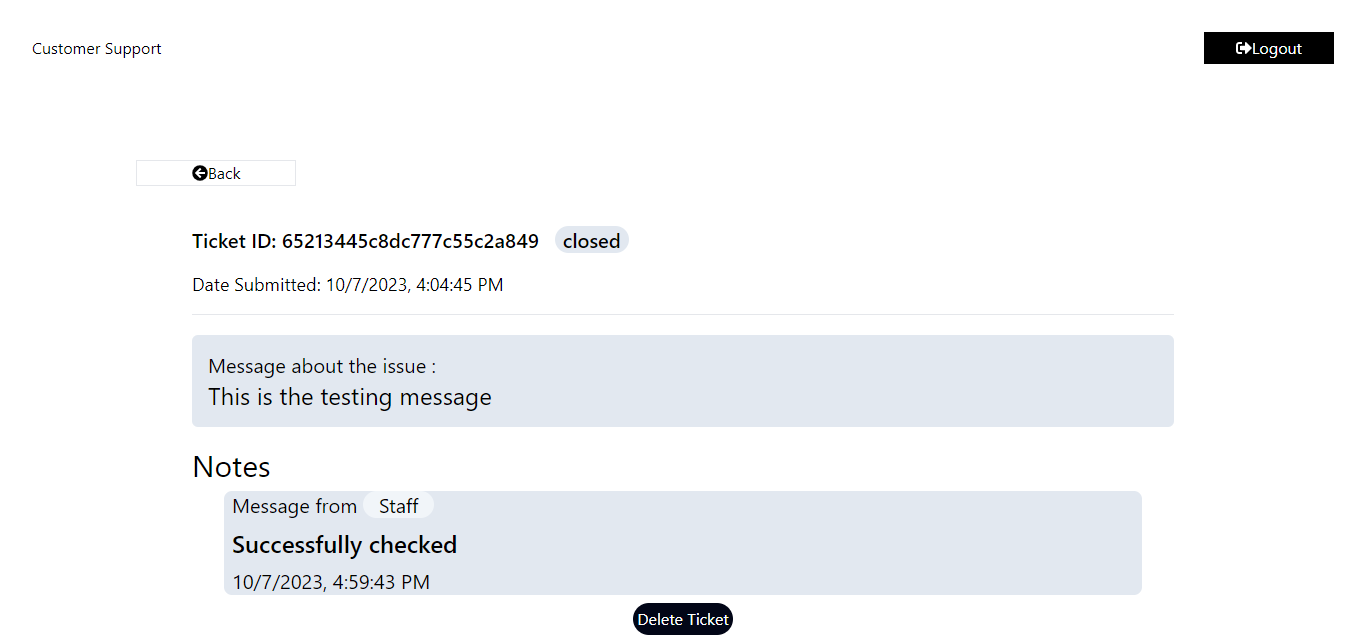 Customer Support
Logout
Back
Ticket ID: 65213445c8dc777c55c2a849 closed
Date Submitted: 10/7/2023, 4:04:45 PM
Message about the issue :
This is the testing message
Notes
Message from Staff
Successfully checked
10/7/2023, 4:59:43 PM
Delete Ticket